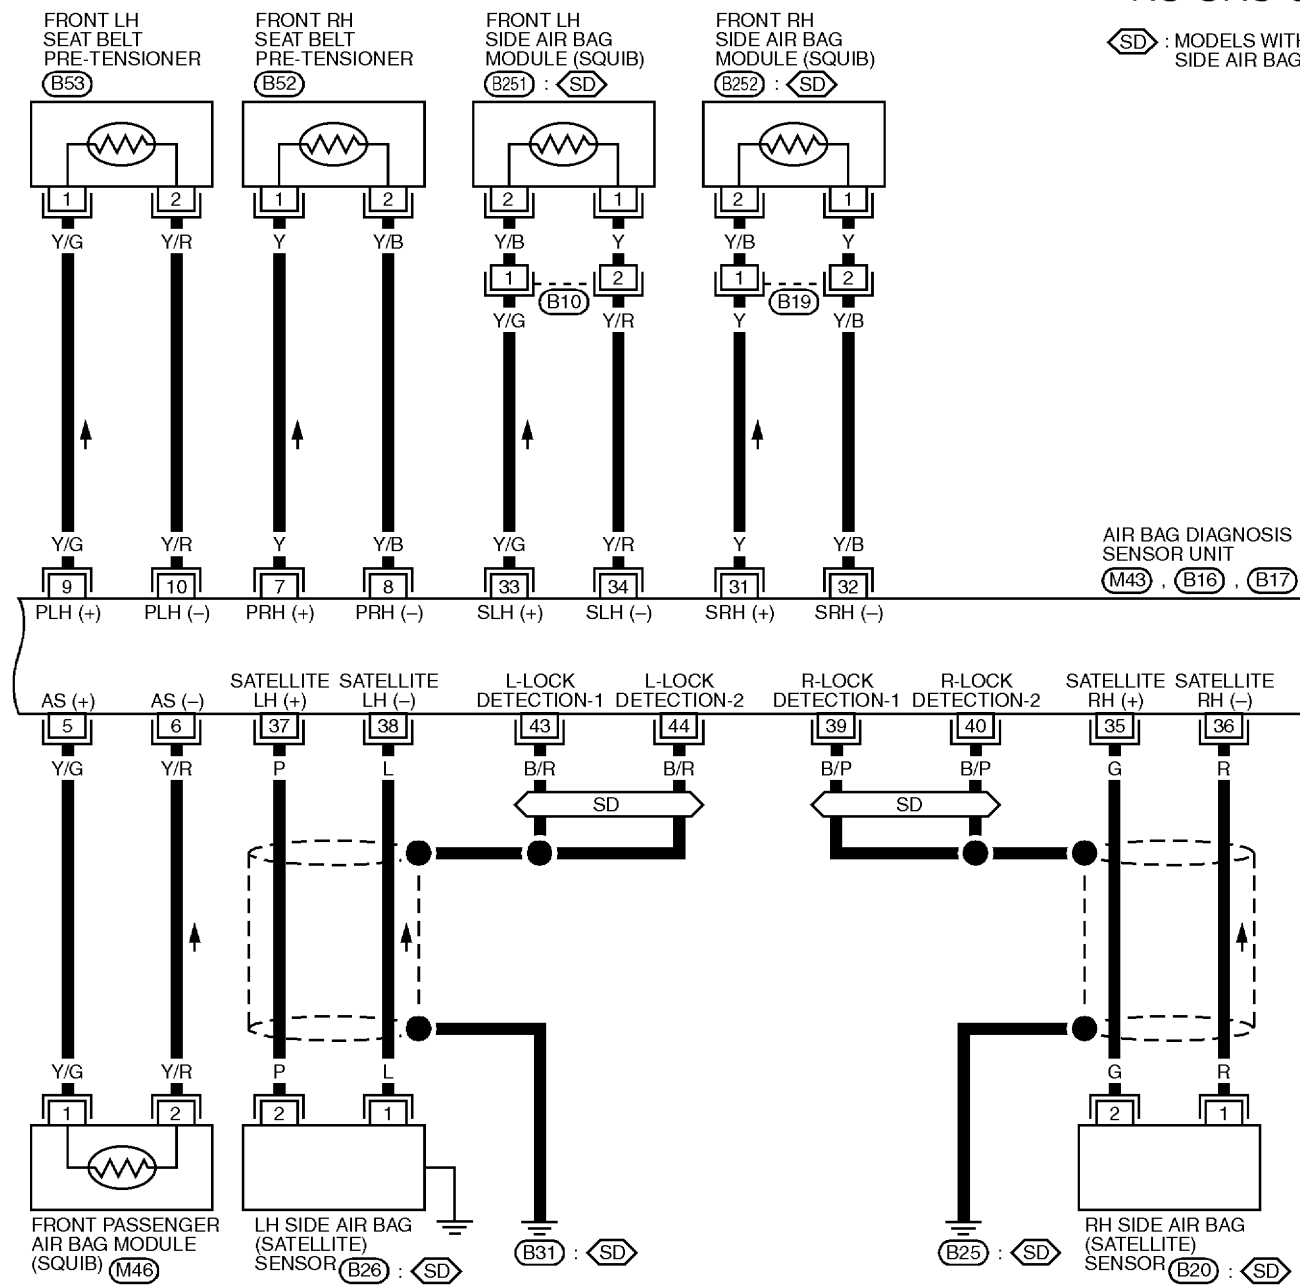 FRONT LH
SEAT BELT
PRE-TENSIONER
B53
FRONT RH
SEAT BELT
PRE-TENSIONER
B52
FRONT LH
SIDE AIR BAG
MODULE (SQUIB)
B251 : SD
FRONT RH
SIDE AIR BAG
MODULE (SQUIB)
B252 : SD
SD : MODELS WITH
SIDE AIR BAG
1 2 1 2 2 1 2 1
Y/G Y/R Y Y/B Y/B Y Y/B Y
1 2 1 2
B10 B19
Y/G Y/R Y Y/B
Y/G Y/R Y Y/B Y/G Y/R Y Y/B
9 10 7 8 33 34 31 32
PLH (+) PLH (–) PRH (+) PRH (–) SLH (+) SLH (–) SRH (+) SRH (–)
AIR BAG DIAGNOSIS
SENSOR UNIT
M43 , B16 , B17
AS (+) AS (–)
SATELLITE
LH (+)
SATELLITE
LH (–)
L-LOCK
DETECTION-1
L-LOCK
DETECTION-2
R-LOCK
DETECTION-1
R-LOCK
DETECTION-2
SATELLITE
RH (+)
SATELLITE
RH (–)
5 6 37 38 43 44 39 40 35 36
Y/G Y/R P L B/R B/R B/P B/P G R
SD SD
Y/G Y/R P L G R
1 2 2 1 2 1
FRONT PASSENGER
AIR BAG MODULE
(SQUIB) M46
LH SIDE AIR BAG
(SATELLITE)
SENSOR B26 : SD
B31 : SD
B25 : SD
RH SIDE AIR BAG
(SATELLITE)
SENSOR B20 : SD